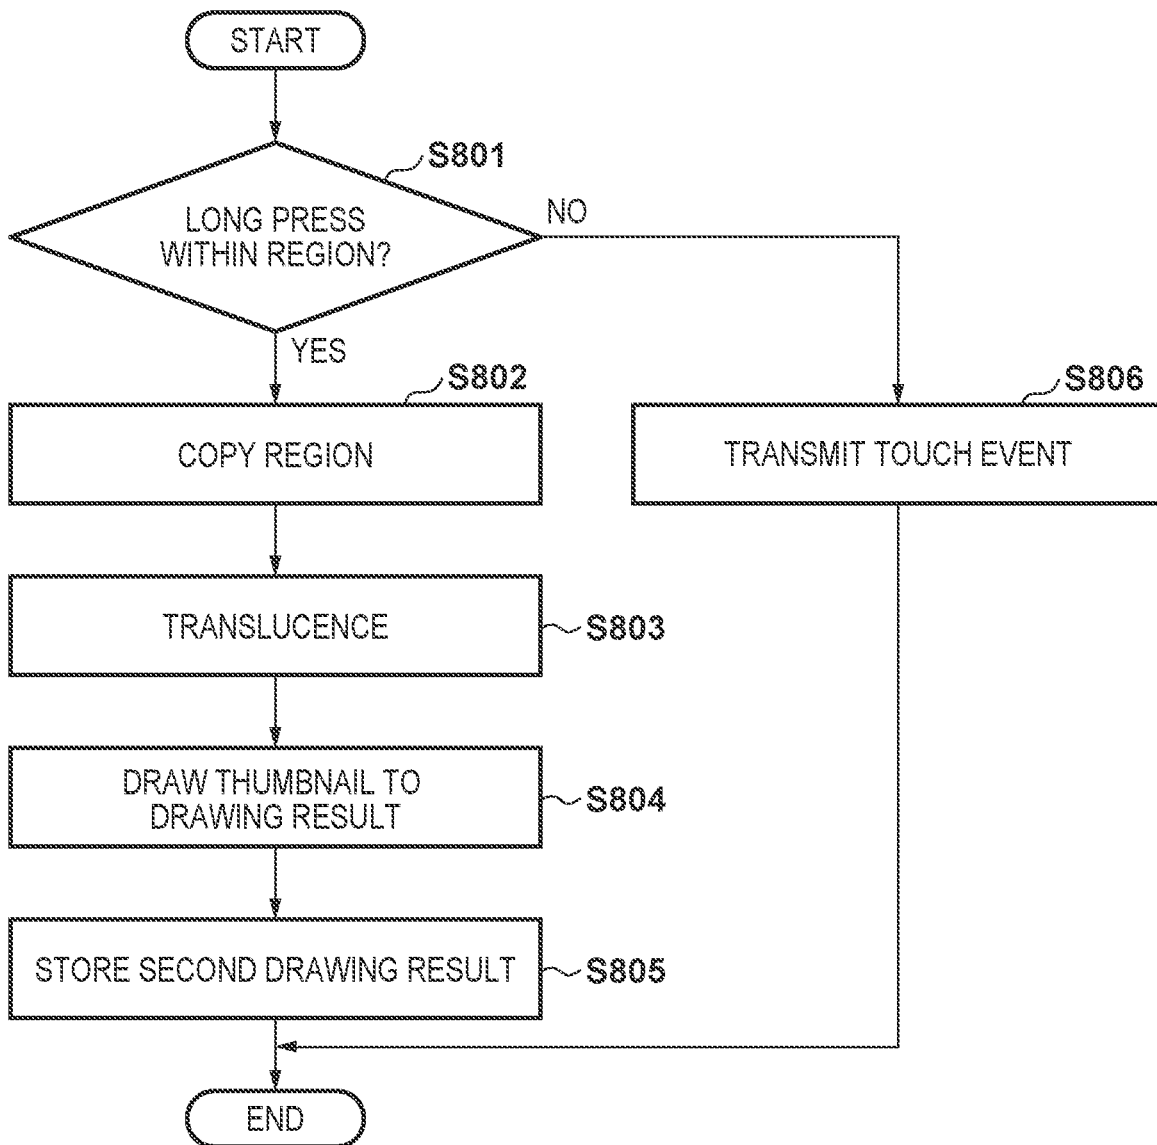 START
S801
LONG PRESS
WITHIN REGION?
NO
YES
S802
COPY REGION
S806
TRANSMIT TOUCH EVENT
TRANSLUCENCE
S803
DRAW THUMBNAIL TO
DRAWING RESULT
S804
STORE SECOND DRAWING RESULT
S805
END